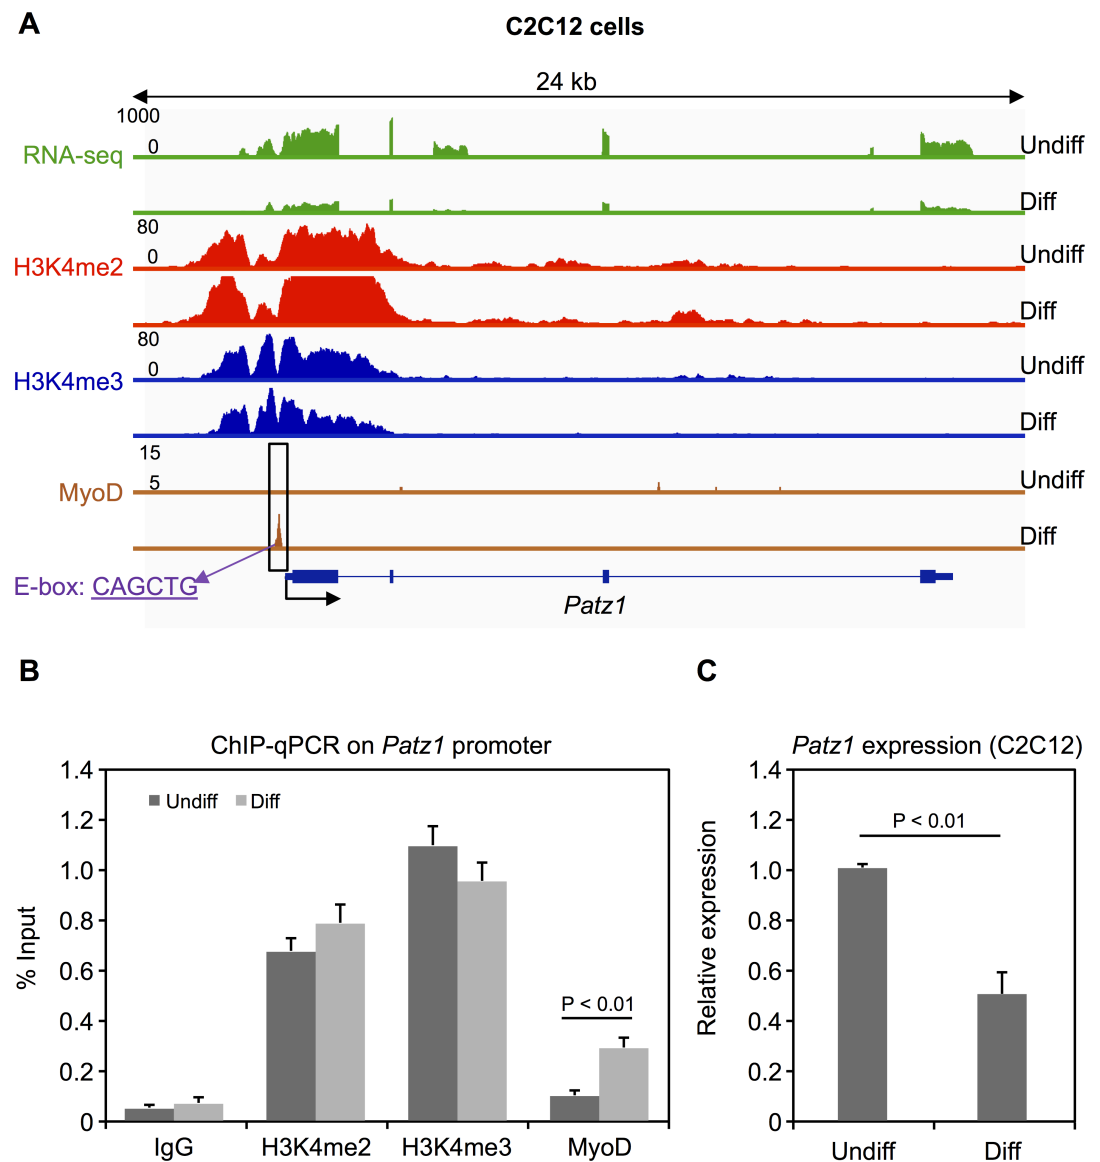 A
C2C12 cells
24 kb
1000
0
RNA-seq
Undiff
Diff
80
0
H3K4me2
Undiff
Diff
80
0
H3K4me3
Undiff
Diff
15
5
MyoD
Undiff
Diff
E-box: CAGCTG
Patz1
B
ChIP-qPCR on Patz1 promoter
Undiff Diff
% Input
1.4
1.2
1.0
0.8
0.6
0.4
0.2
0
P < 0.01
IgG H3K4me2 H3K4me3 MyoD
C
Patz1 expression (C2C12)
Relative expression
1.4
1.2
1.0
0.8
0.6
0.4
0.2
0
P < 0.01
Undiff Diff